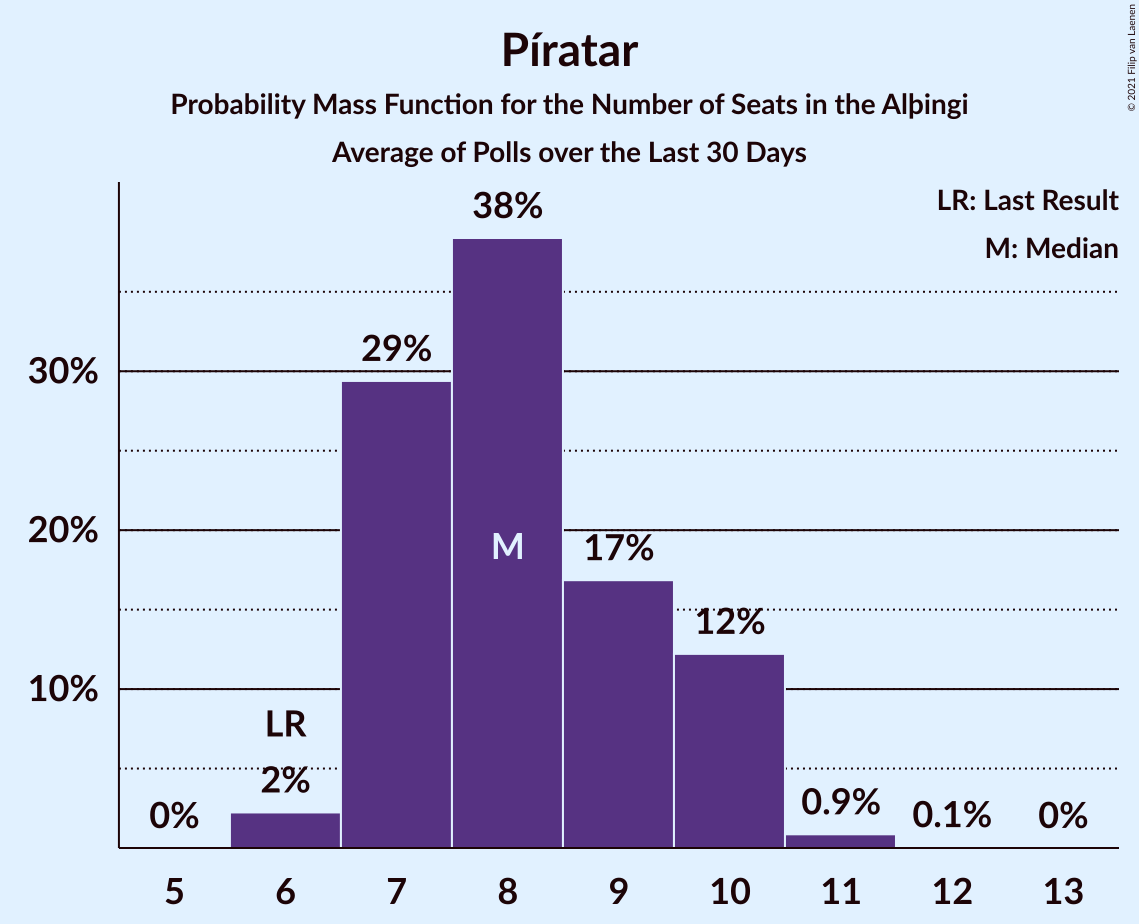 Píratar
Probability Mass Function for the Number of Seats in the Alþingi
Average of Polls over the Last 30 Days
© 2021 Filip van Laenen
LR: Last Result
M: Median
38%
29%
30%
20%
M
17%
12%
10%
LR
2%
0%
0.9%
0.1%
0%
5 6 7 8 9 10 11 12 13